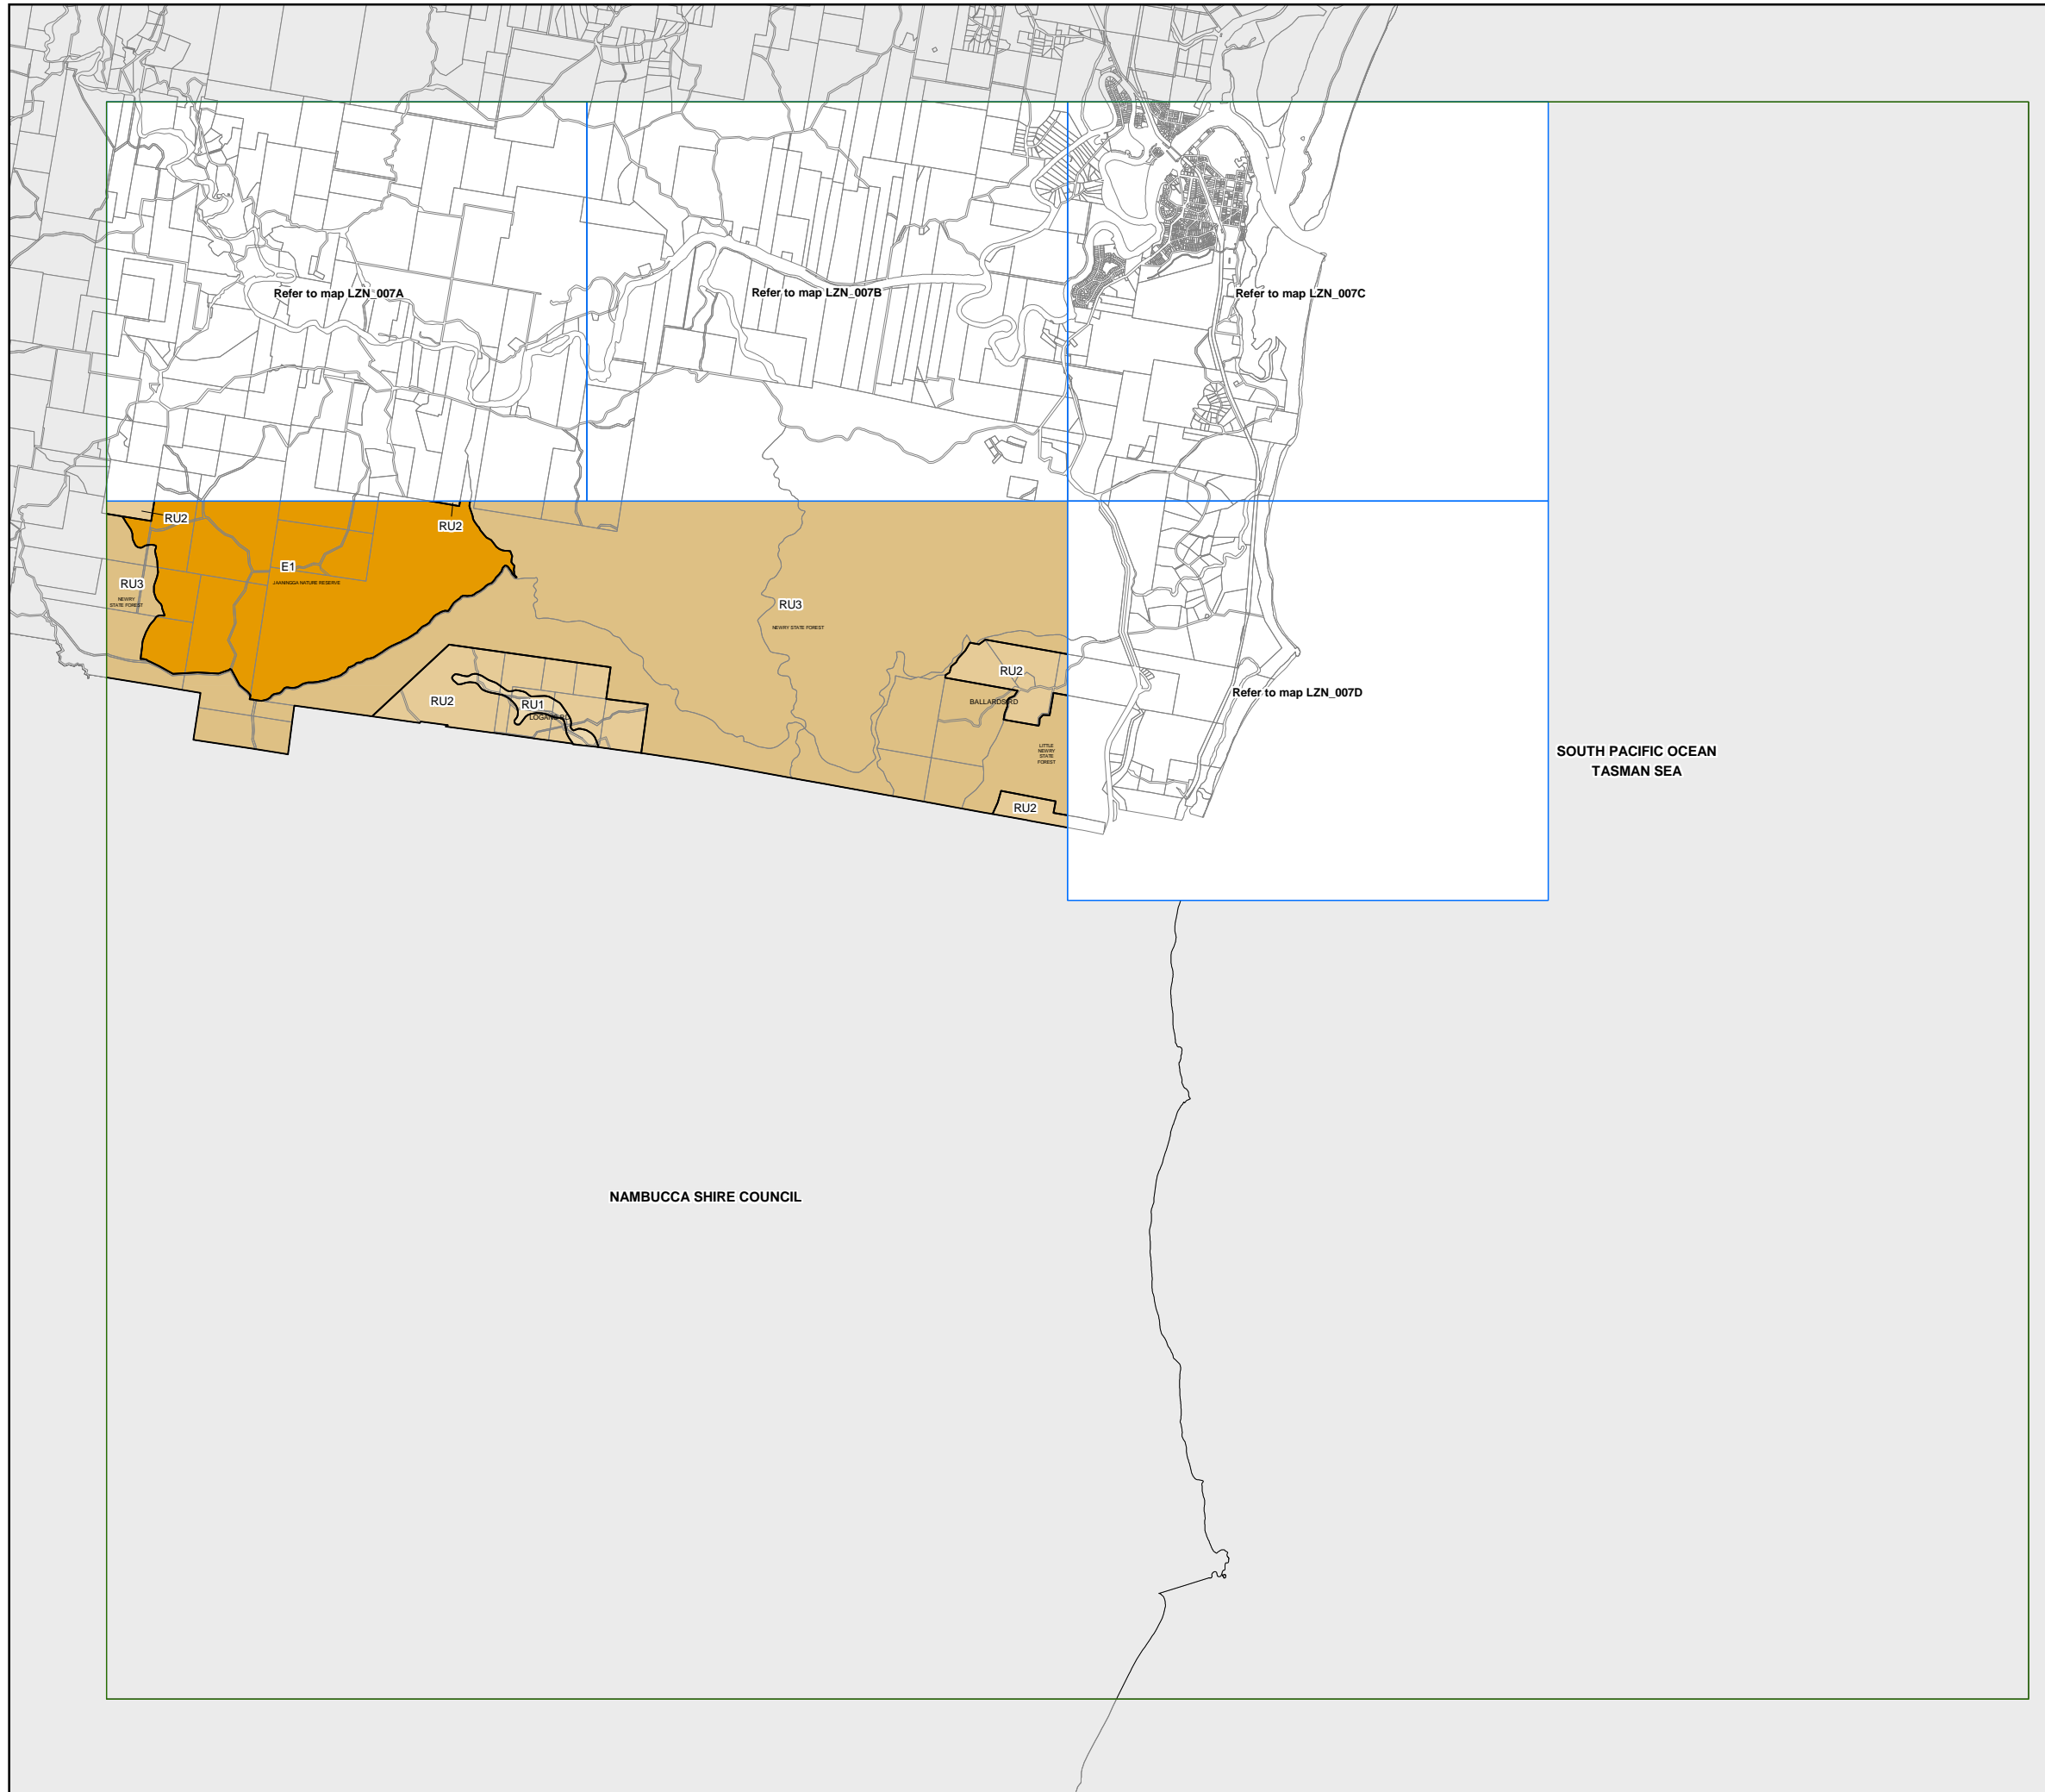 Refer to map LZN_007A
Refer to map LZN_007B
Refer to map LZN_007C
RU2
RU2
E1
JAANINGGA NATURE RESERVE
RU3
NEWRY
STATE FOREST
RU3
NEWRY STATE FOREST
RU2
RU2
RU1
BALLARDS RD
Refer to map LZN_007D
LITTLE
NEWRY
STATE
FOREST
SOUTH PACIFIC OCEAN
TASMAN SEA
RU2
NAMBUCCA SHIRE COUNCIL